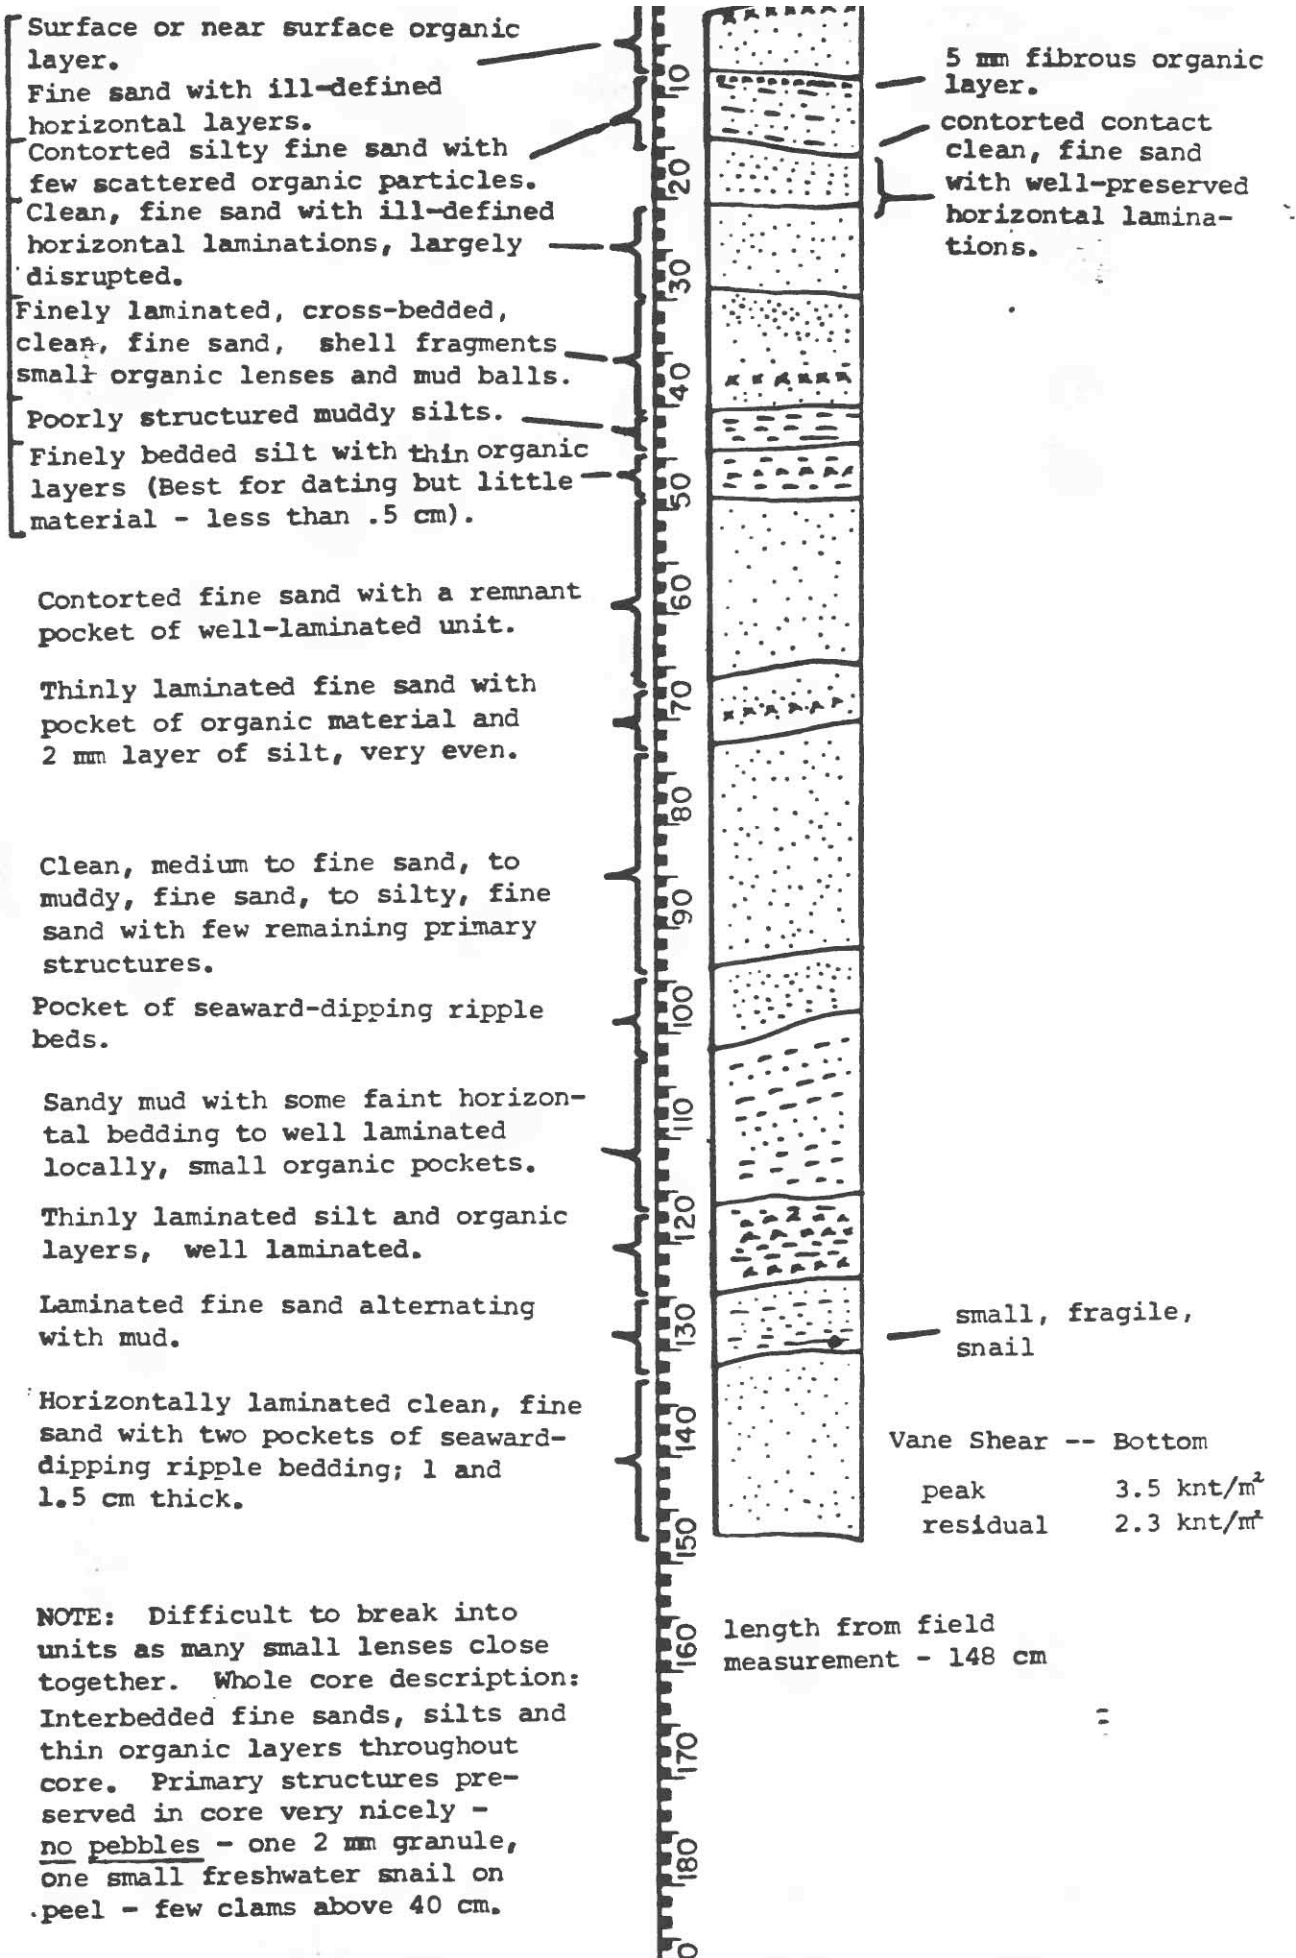 Surface or near surface organic
layer.
Fine sand with ill-defined
horizontal layers.
Contorted silty fine sand with
few scattered organic particles.
Clean, fine sand with ill-defined
horizontal laminations, largely
disrupted.
Finely laminated, cross-bedded,
clean, fine sand, shell fragments
small organic lenses and mud balls.
Poorly structured muddy silts.
Finely bedded silt with thin organic
layers (Best for dating but little
material - less than .5 cm).
Contorted fine sand with a remnant
pocket of well-laminated unit.
Thinly laminated fine sand with
pocket of organic material and
2 mm layer of silt, very even.
Clean, medium to fine sand, to
muddy, fine sand, to silty, fine
sand with few remaining primary
structures.
Pocket of seaward-dipping ripple
beds.
Sandy mud with some faint horizon-
tal bedding to well laminated
locally, small organic pockets.
Thinly laminated silt and organic
layers, well laminated.
Laminated fine sand alternating
with mud.
Horizontally laminated clean, fine
sand with two pockets of seaward-
dipping ripple bedding; 1 and
1.5 cm thick.
NOTE: Difficult to break into
units as many small lenses close
together. Whole core description:
Interbedded fine sands, silts and
thin organic layers throughout
core. Primary structures pre-
served in core very nicely -
no pebbles - one 2 mm granule,
one small freshwater snail on
peel - few clams above 40 cm.
10
20
30
40
50
60
70
80
90
100
110
120
130
140
150
160
170
180
0
5 mm fibrous organic
layer.
contorted contact
clean, fine sand
with well-preserved
horizontal lamina-
tions.
small, fragile,
snail
Vane Shear -- Bottom
peak 3.5 knt/m²
residual 2.3 knt/m²
length from field
measurement - 148 cm